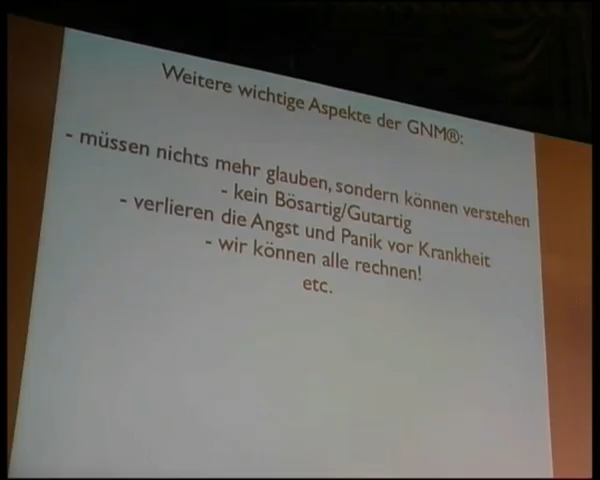 Weitere wichtige Aspekte der GNM®:
- müssen nichts mehr glauben, sondern können verstehen
- kein Bösartig/Gutartig
- verlieren die Angst und Panik vor Krankheit
- wir können alle rechnen!
etc.